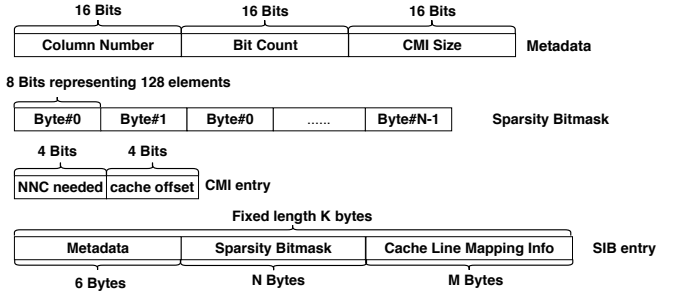 16 Bits 16 Bits 16 Bits
Column Number Bit Count CMI Size Metadata
8 Bits representing 128 elements
Byte#0 Byte#1 Byte#0 ...... Byte#N-1 Sparsity Bitmask
4 Bits 4 Bits
NNC needed cache offset CMI entry
Fixed length K bytes
Metadata Sparsity Bitmask Cache Line Mapping Info SIB entry
6 Bytes N Bytes M Bytes